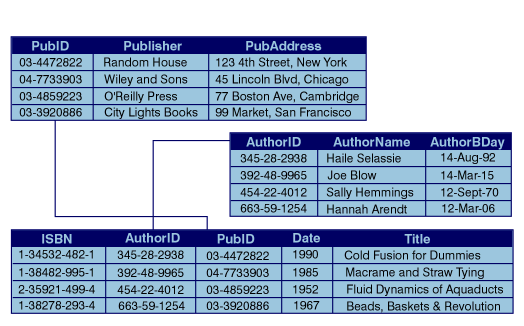 PubID Publisher PubAddress
03-4472822 Random House 123 4th Street, New York
04-7733903 Wiley and Sons 45 Lincoln Blvd, Chicago
03-4859223 O'Reilly Press 77 Boston Ave, Cambridge
03-3920886 City Lights Books 99 Market, San Francisco
AuthorID AuthorName AuthorBDay
345-28-2938 Haile Selassie 14-Aug-92
392-48-9965 Joe Blow 14-Mar-15
454-22-4012 Sally Hemmings 12-Sept-70
663-59-1254 Hannah Arendt 12-Mar-06
ISBN AuthorID PubID Date Title
1-34532-482-1 345-28-2938 03-4472822 1990 Cold Fusion for Dummies
1-38482-995-1 392-48-9965 04-7733903 1985 Macrame and Straw Tying
2-35921-499-4 454-22-4012 03-4859223 1952 Fluid Dynamics of Aquaducts
1-38278-293-4 663-59-1254 03-3920886 1967 Beads, Baskets & Revolution